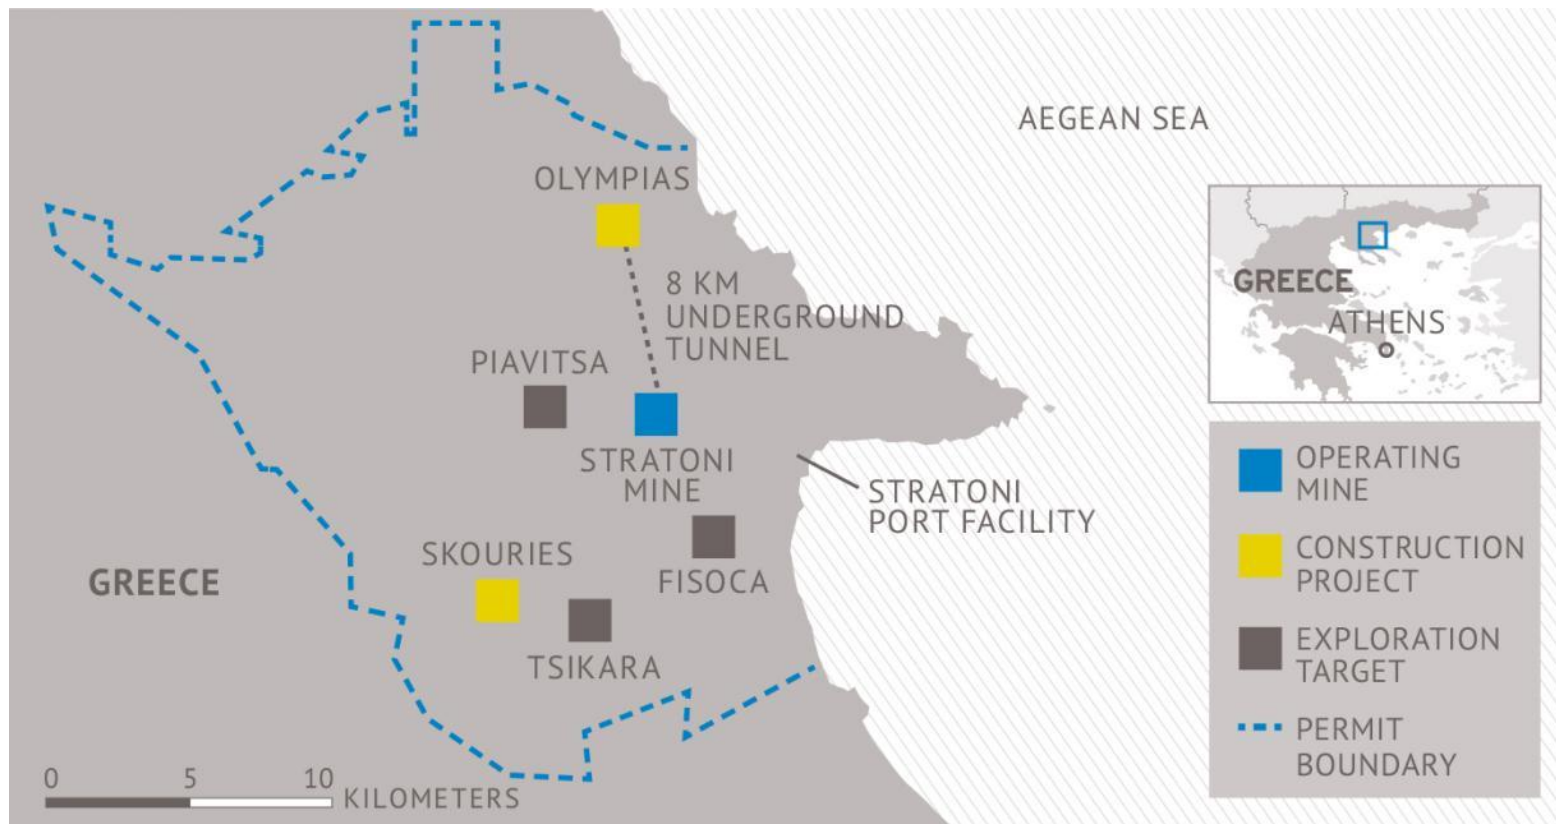 AEGEAN SEA
OLYMPIAS
8 KM
UNDERGROUND
TUNNEL
PIAVITSA
STRATONI
MINE
STRATONI
PORT FACILITY
SKOURIES
FISOCA
GREECE
TSIKARA
0 5 10
KILOMETERS
GREECE
ATHENS
OPERATING
MINE
CONSTRUCTION
PROJECT
EXPLORATION
TARGET
PERMIT
BOUNDARY